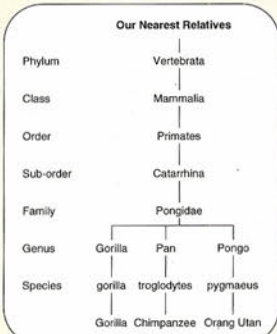 Our Nearest Relatives
Phylum Vertebrata
Class Mammalia
Order Primates
Sub-order Catarrhina
Family Pongidae
Genus Gorilla Pan Pongo
Species gorilla troglodytes pygmaeus
Gorilla Chimpanzee Orang Utan